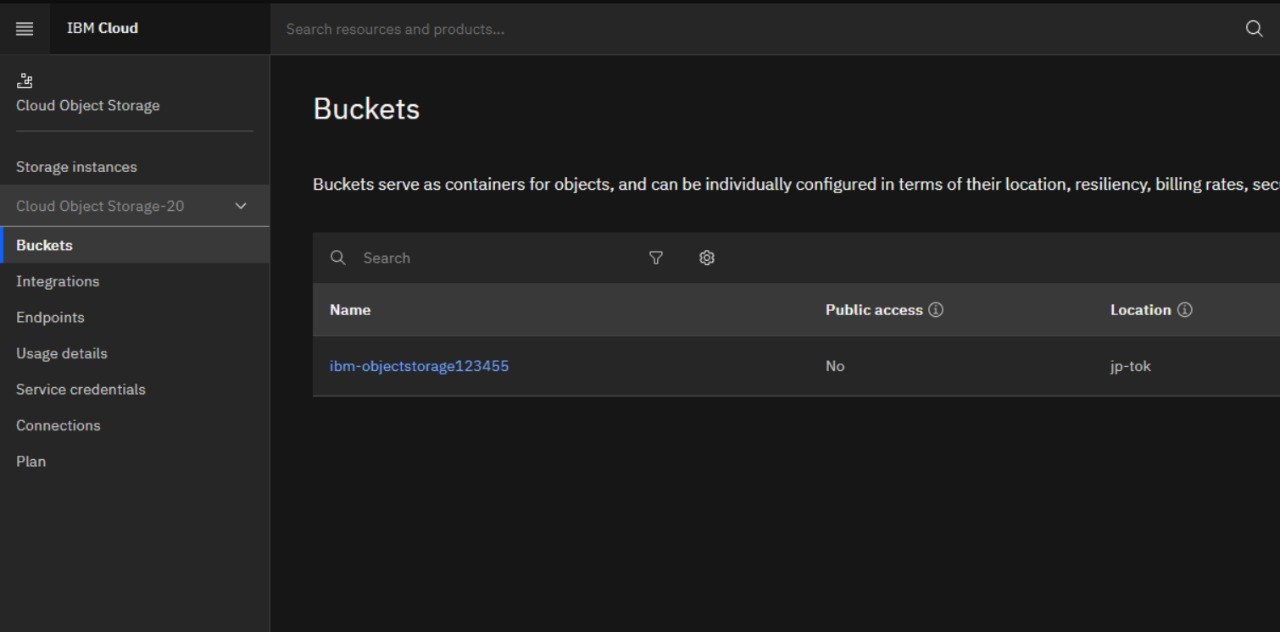 IBM Cloud
Search resources and products...
Cloud Object Storage
Storage instances
Cloud Object Storage-20
Buckets
Integrations
Endpoints
Usage details
Service credentials
Connections
Plan
Buckets
Buckets serve as containers for objects, and can be individually configured in terms of their location, resiliency, billing rates, sec
Search
Name Public access Location
ibm-objectstorage123455 No jp-tok